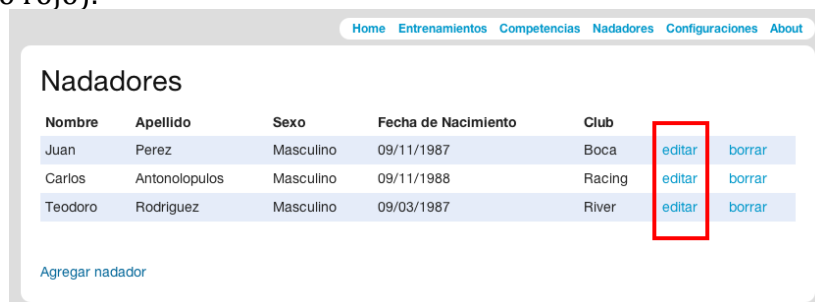 o rojo).
Home Entrenamientos Competencias Nadadores Configuraciones About
Nadadores
Nombre Apellido Sexo Fecha de Nacimiento Club
Juan Perez Masculino 09/11/1987 Boca editar borrar
Carlos Antonolopulos Masculino 09/11/1988 Racing editar borrar
Teodoro Rodriguez Masculino 09/03/1987 River editar borrar
Agregar nadador